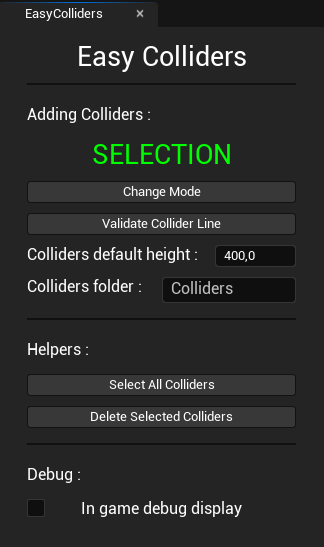 EasyColliders ×
Easy Colliders
Adding Colliders :
SELECTION
Change Mode
Validate Collider Line
Colliders default height : 400,0
Colliders folder : Colliders
Helpers :
Select All Colliders
Delete Selected Colliders
Debug :
In game debug display